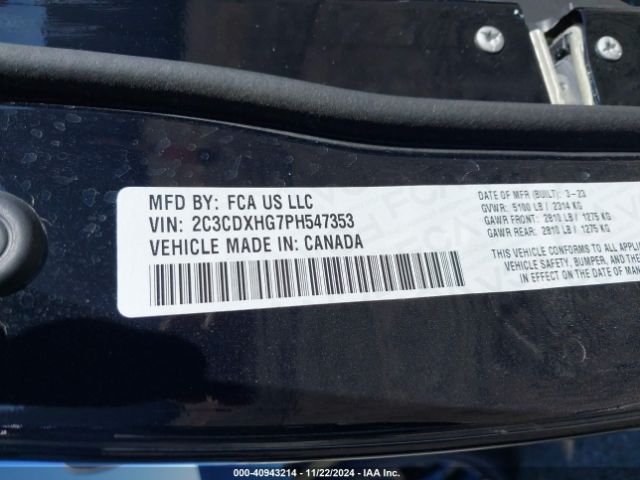 MFD BY: FCA US LLC
VIN: 2C3CDXHG7PH547353
VEHICLE MADE IN: CANADA
DATE OF MFR (BUILT): 3-23
GVWR: 5100 LB / 2314 KG
GAWR FRONT: 2810 LB / 1275 KG
GAWR REAR: 2810 LB / 1275 KG
THIS VEHICLE CONFORMS TO ALL APPL
VEHICLE SAFETY, BUMPER, AND THE
IN EFFECT ON THE DATE OF MAN
000-40943214 | 11/22/2024 - IAA Inc.